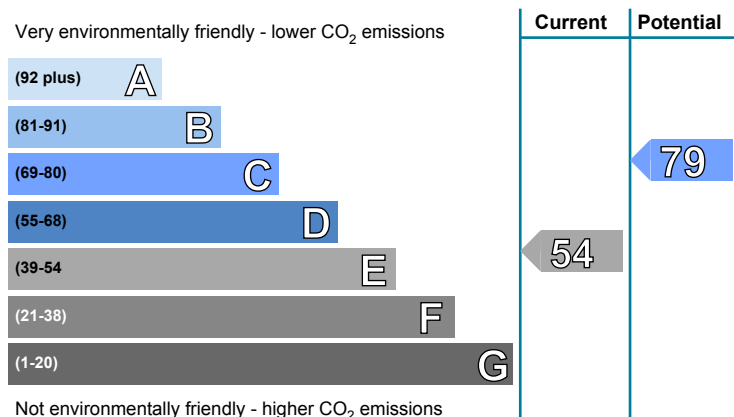 Current Potential
Very environmentally friendly - lower CO2 emissions
(92 plus) A
(81-91) B
(69-80) C
79
(55-68) D
(39-54 E
54
(21-38) F
(1-20) G
Not environmentally friendly - higher CO2 emissions